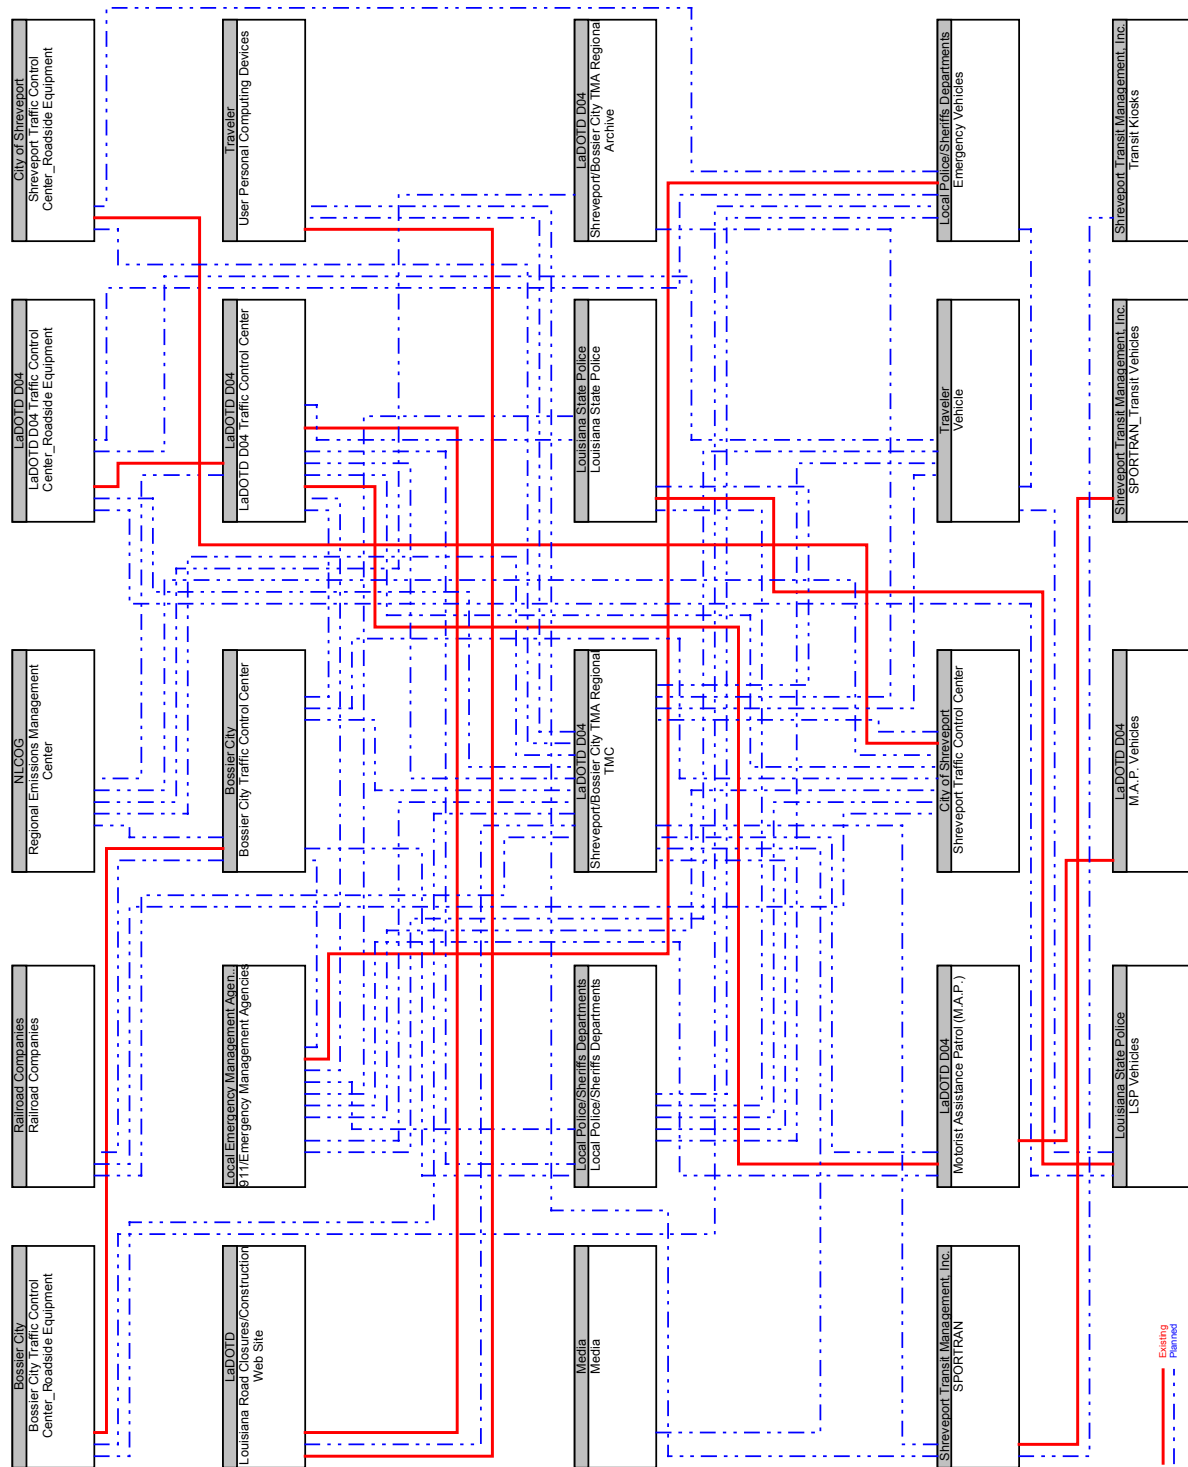 Bossier City
Bossier City Traffic Control
Center_Roadside Equipment
Railroad Companies
Railroad Companies
NLCOG
Regional Emissions Management
Center
LaDOTD D04
LaDOTD D04 Traffic Control
Center_Roadside Equipment
City of Shreveport
Shreveport Traffic Control
Center_Roadside Equipment
LaDOTD
Louisiana Road Closures/Construction
Web Site
Local Emergency Management Agen...
911/Emergency Management Agencies
Bossier City
Bossier City Traffic Control Center
LaDOTD D04
LaDOTD D04 Traffic Control Center
Traveler
User Personal Computing Devices
Media
Media
Local Police/Sheriffs Departments
Local Police/Sheriffs Departments
LaDOTD D04
Shreveport/Bossier City TMA Regional
TMC
Louisiana State Police
Louisiana State Police
LaDOTD D04
Shreveport/Bossier City TMA Regional
Archive
Shreveport Transit Management, Inc.
SPORTRAN
LaDOTD D04
Motorist Assistance Patrol (M.A.P.)
City of Shreveport
Shreveport Traffic Control Center
Traveler
Vehicle
Local Police/Sheriffs Departments
Emergency Vehicles
Louisiana State Police
LSP Vehicles
LaDOTD D04
M.A.P. Vehicles
Shreveport Transit Management, Inc.
SPORTRAN_Transit Vehicles
Shreveport Transit Management, Inc.
Transit Kiosks
Existing
Planned